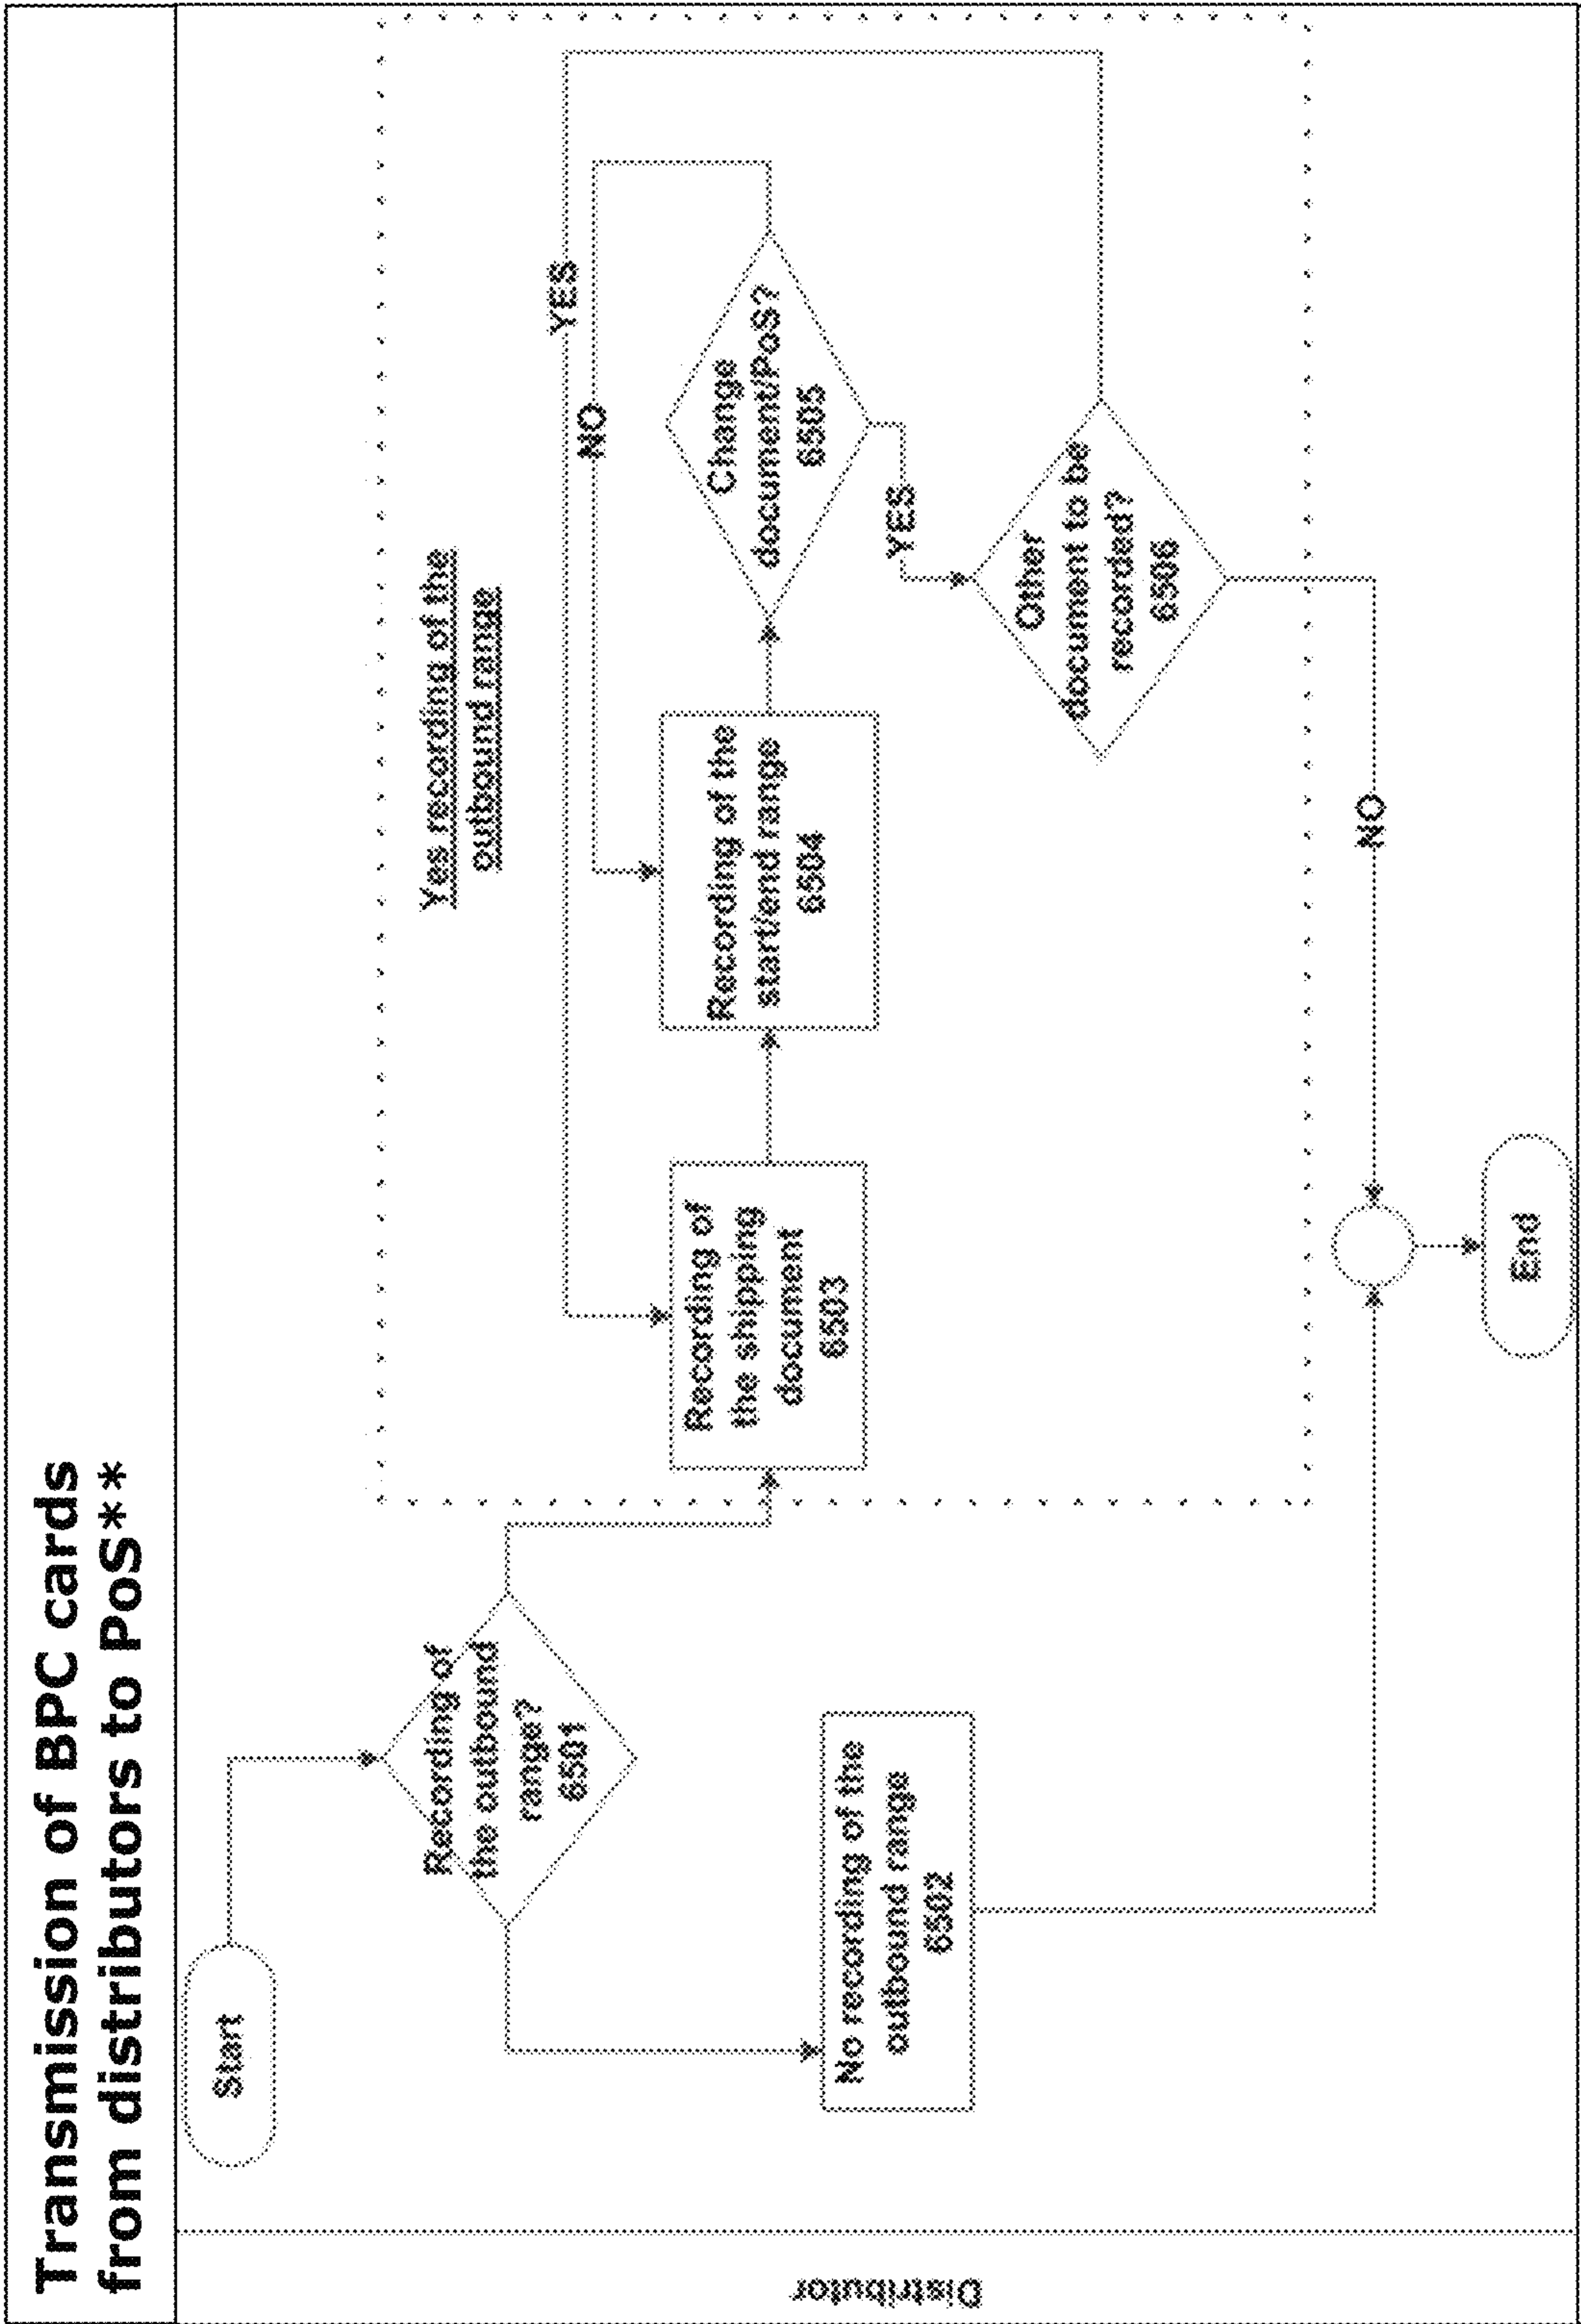 Transmission of BPC cards
from distributors to PoS**
Distributor
Start
Recording of
the outbound
range?
6501
No recording of the
outbound range
6502
Yes recording of the
outbound range
Recording of
the shipping
document
6503
Recording of the
start/end range
6504
Change
document/PoS?
6505
YES
NO
YES
Other
document to be
recorded?
6506
NO
End